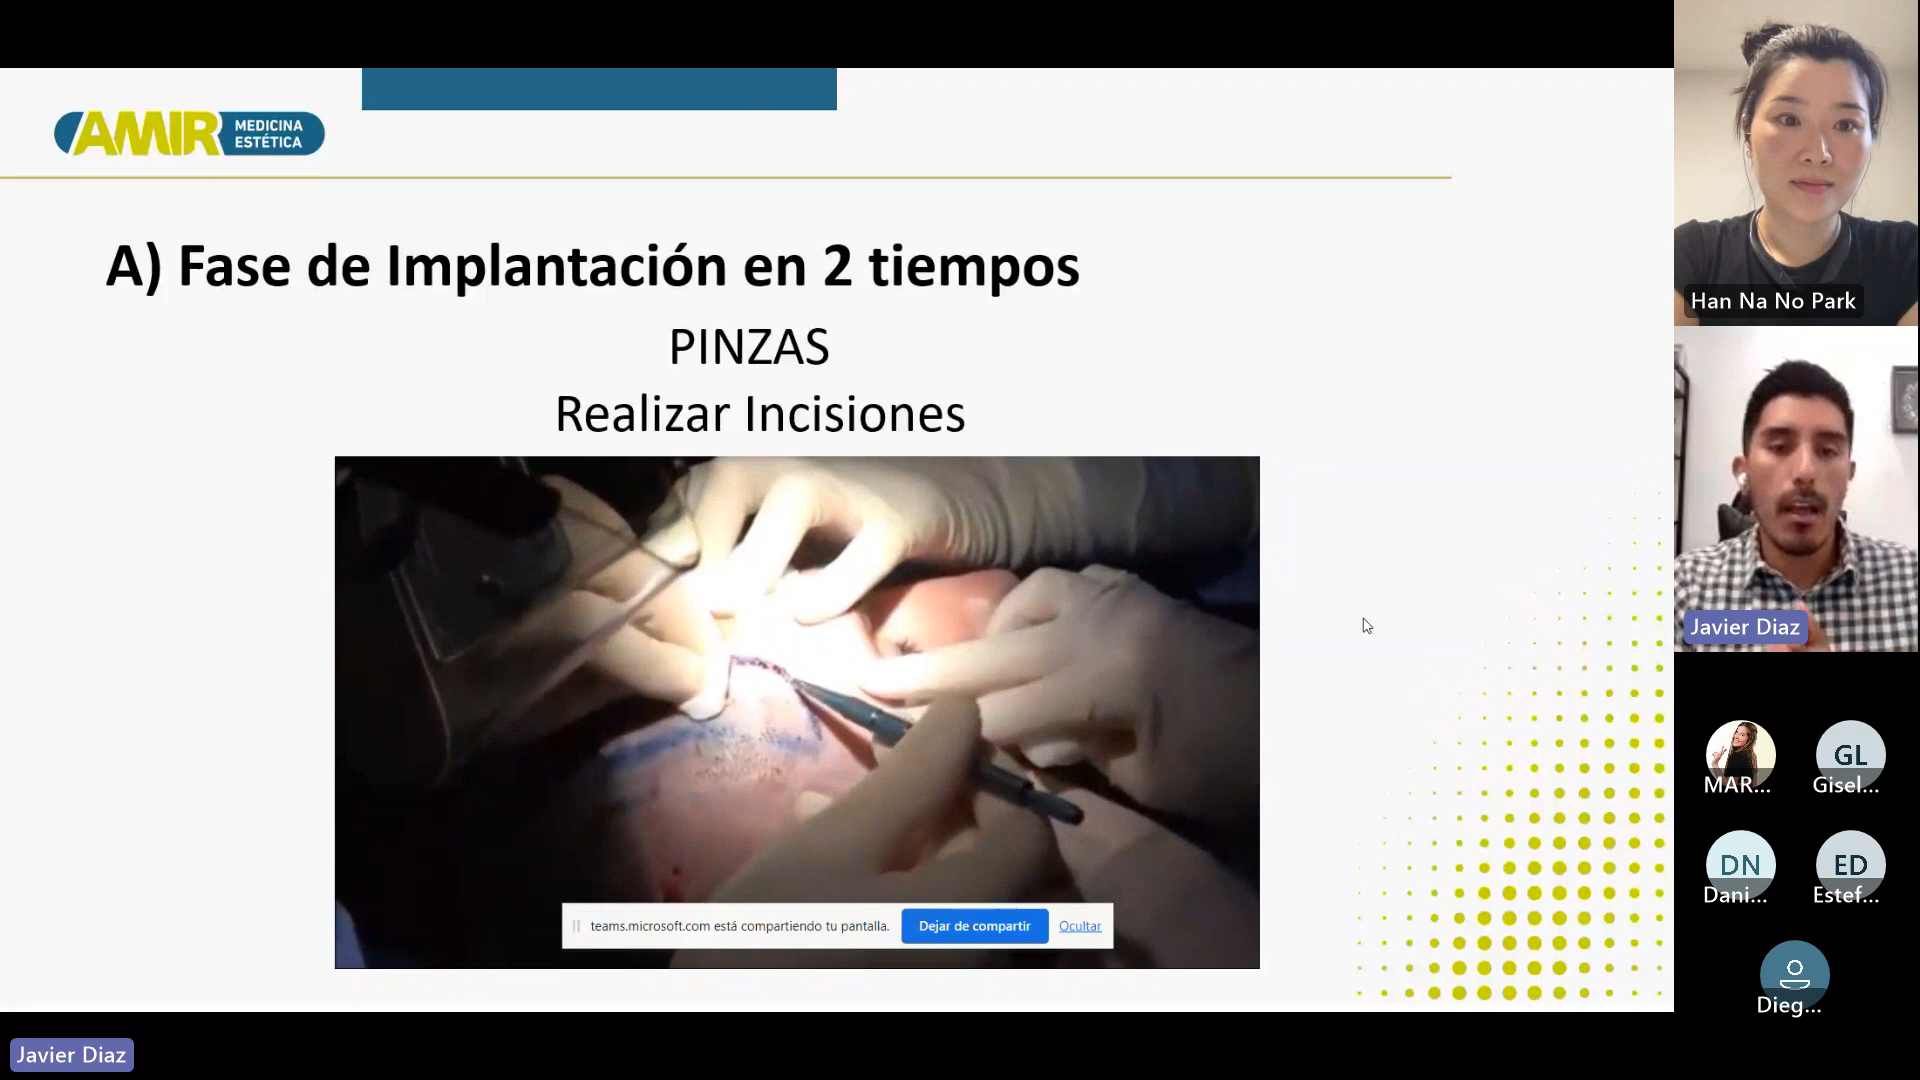 AMIR MEDICINA
ESTÉTICA
A) Fase de Implantación en 2 tiempos
PINZAS
Realizar Incisiones
teams.microsoft.com está compartiendo tu pantalla. Dejar de compartir Ocultar
Han Na No Park
Javier Diaz
MAR...
GL
Gisel...
DN
Dani...
ED
Estef...
Dieg...
Javier Diaz